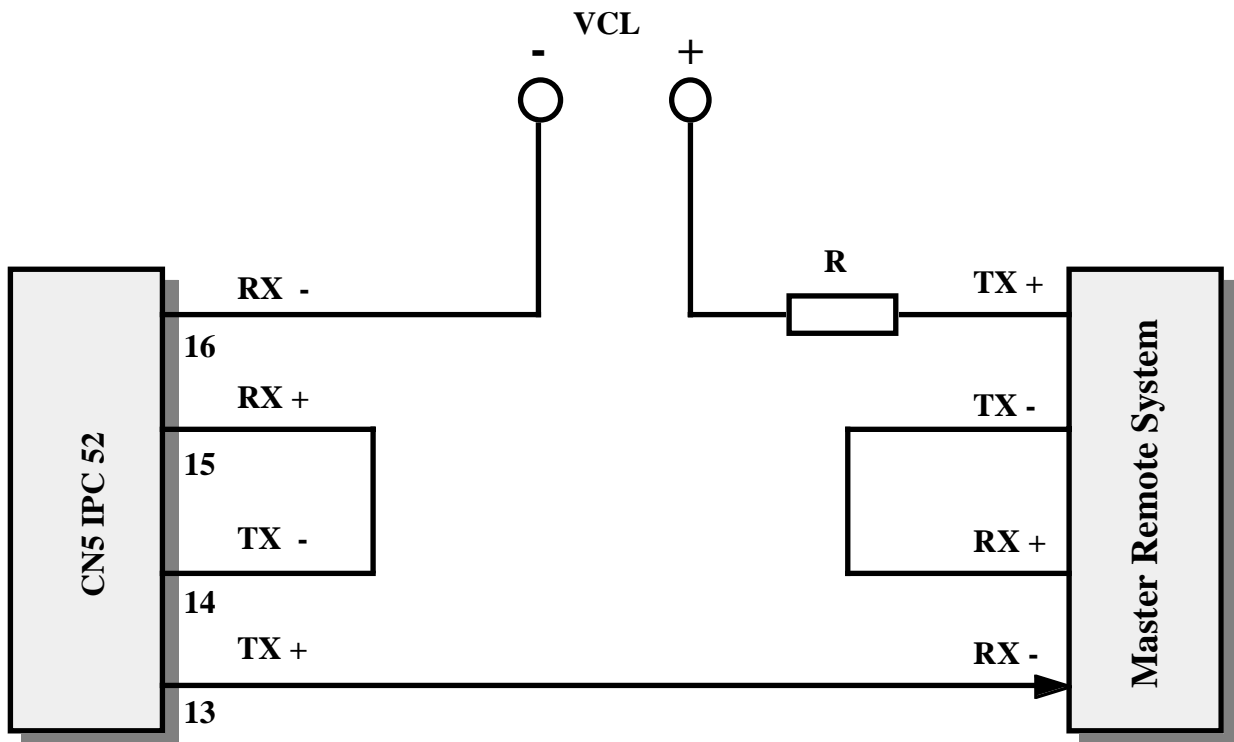 VCL
- +
R
RX -
TX +
16
RX +
TX -
15
TX -
RX +
14
TX +
RX -
13
CN5 IPC 52
Master Remote System